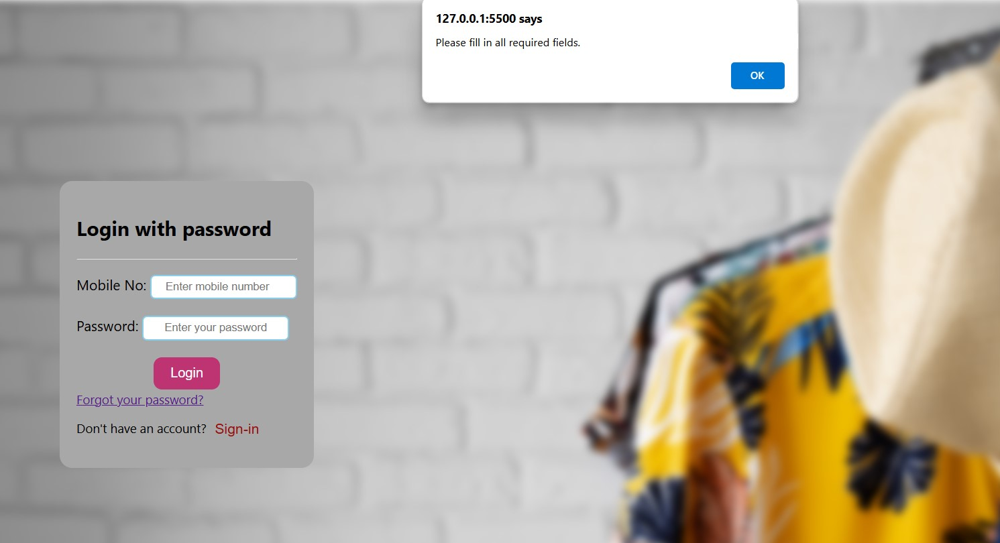 127.0.0.1:5500 says
Please fill in all required fields.
OK
Login with password
Mobile No: Enter mobile number
Password: Enter your password
Login
Forgot your password?
Don't have an account? Sign-in